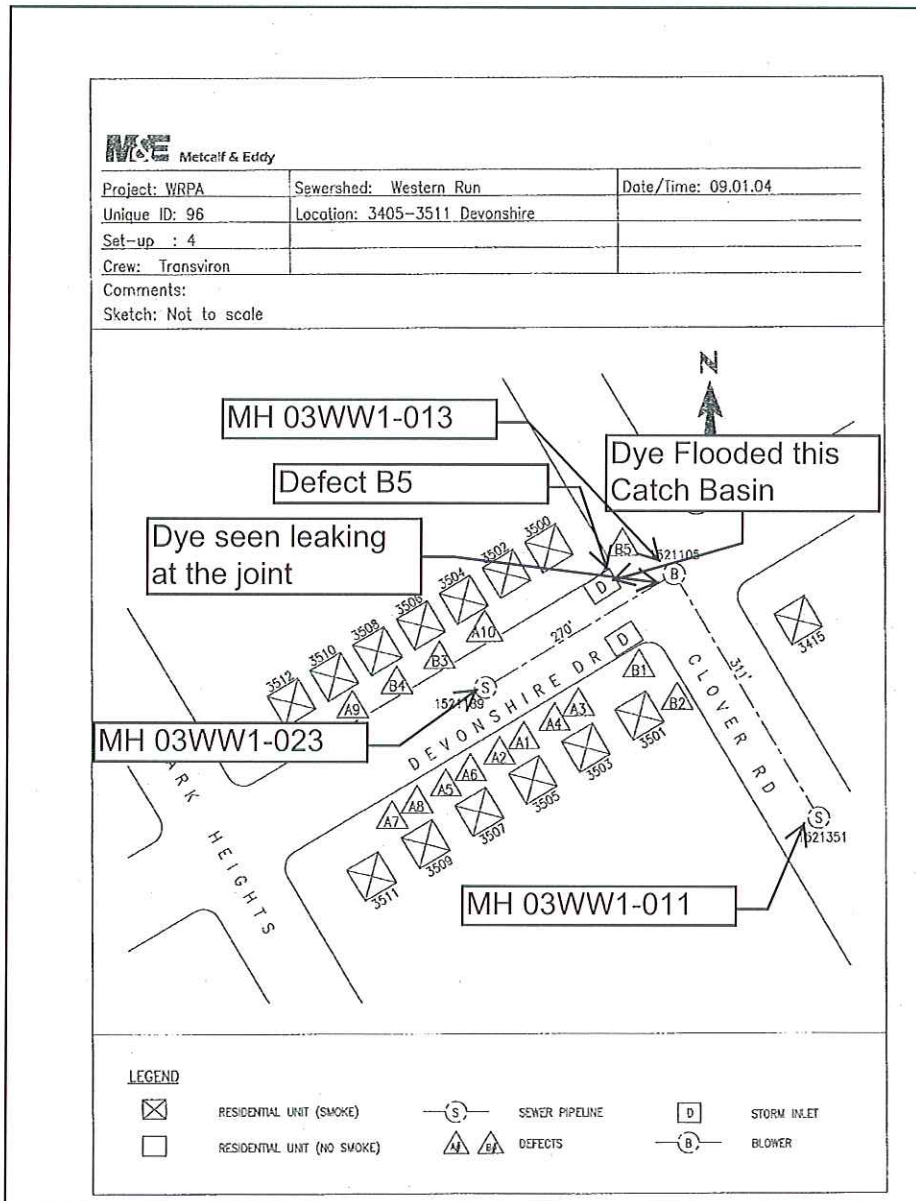 M&E Metcalf & Eddy
Project: WRPA
Sewershed: Western Run
Date/Time: 09.01.04
Unique ID: 96
Location: 3405-3511 Devonshire
Set-up : 4
Crew: Transviron
Comments:
Sketch: Not to scale
N
MH 03WW1-013
Dye Flooded this
Catch Basin
Defect B5
Dye seen leaking
at the joint
B5
1521105
B
D
3500
3502
3504
3506
3508
3510
3512
A10
B3
B4
A9
270'
S
MH 03WW1-023
DEVONSHIRE DR
D
3415
311'
CLOVER RD
B1
B2
A3
A4
A1
A2
A6
A5
A8
A7
3501
3503
3505
3507
3509
3511
S
MH 03WW1-011
ARK HEIGHTS
LEGEND
RESIDENTIAL UNIT (SMOKE)
S
SEWER PIPELINE
D
STORM INLET
RESIDENTIAL UNIT (NO SMOKE)
DEFECTS
B
BLOWER